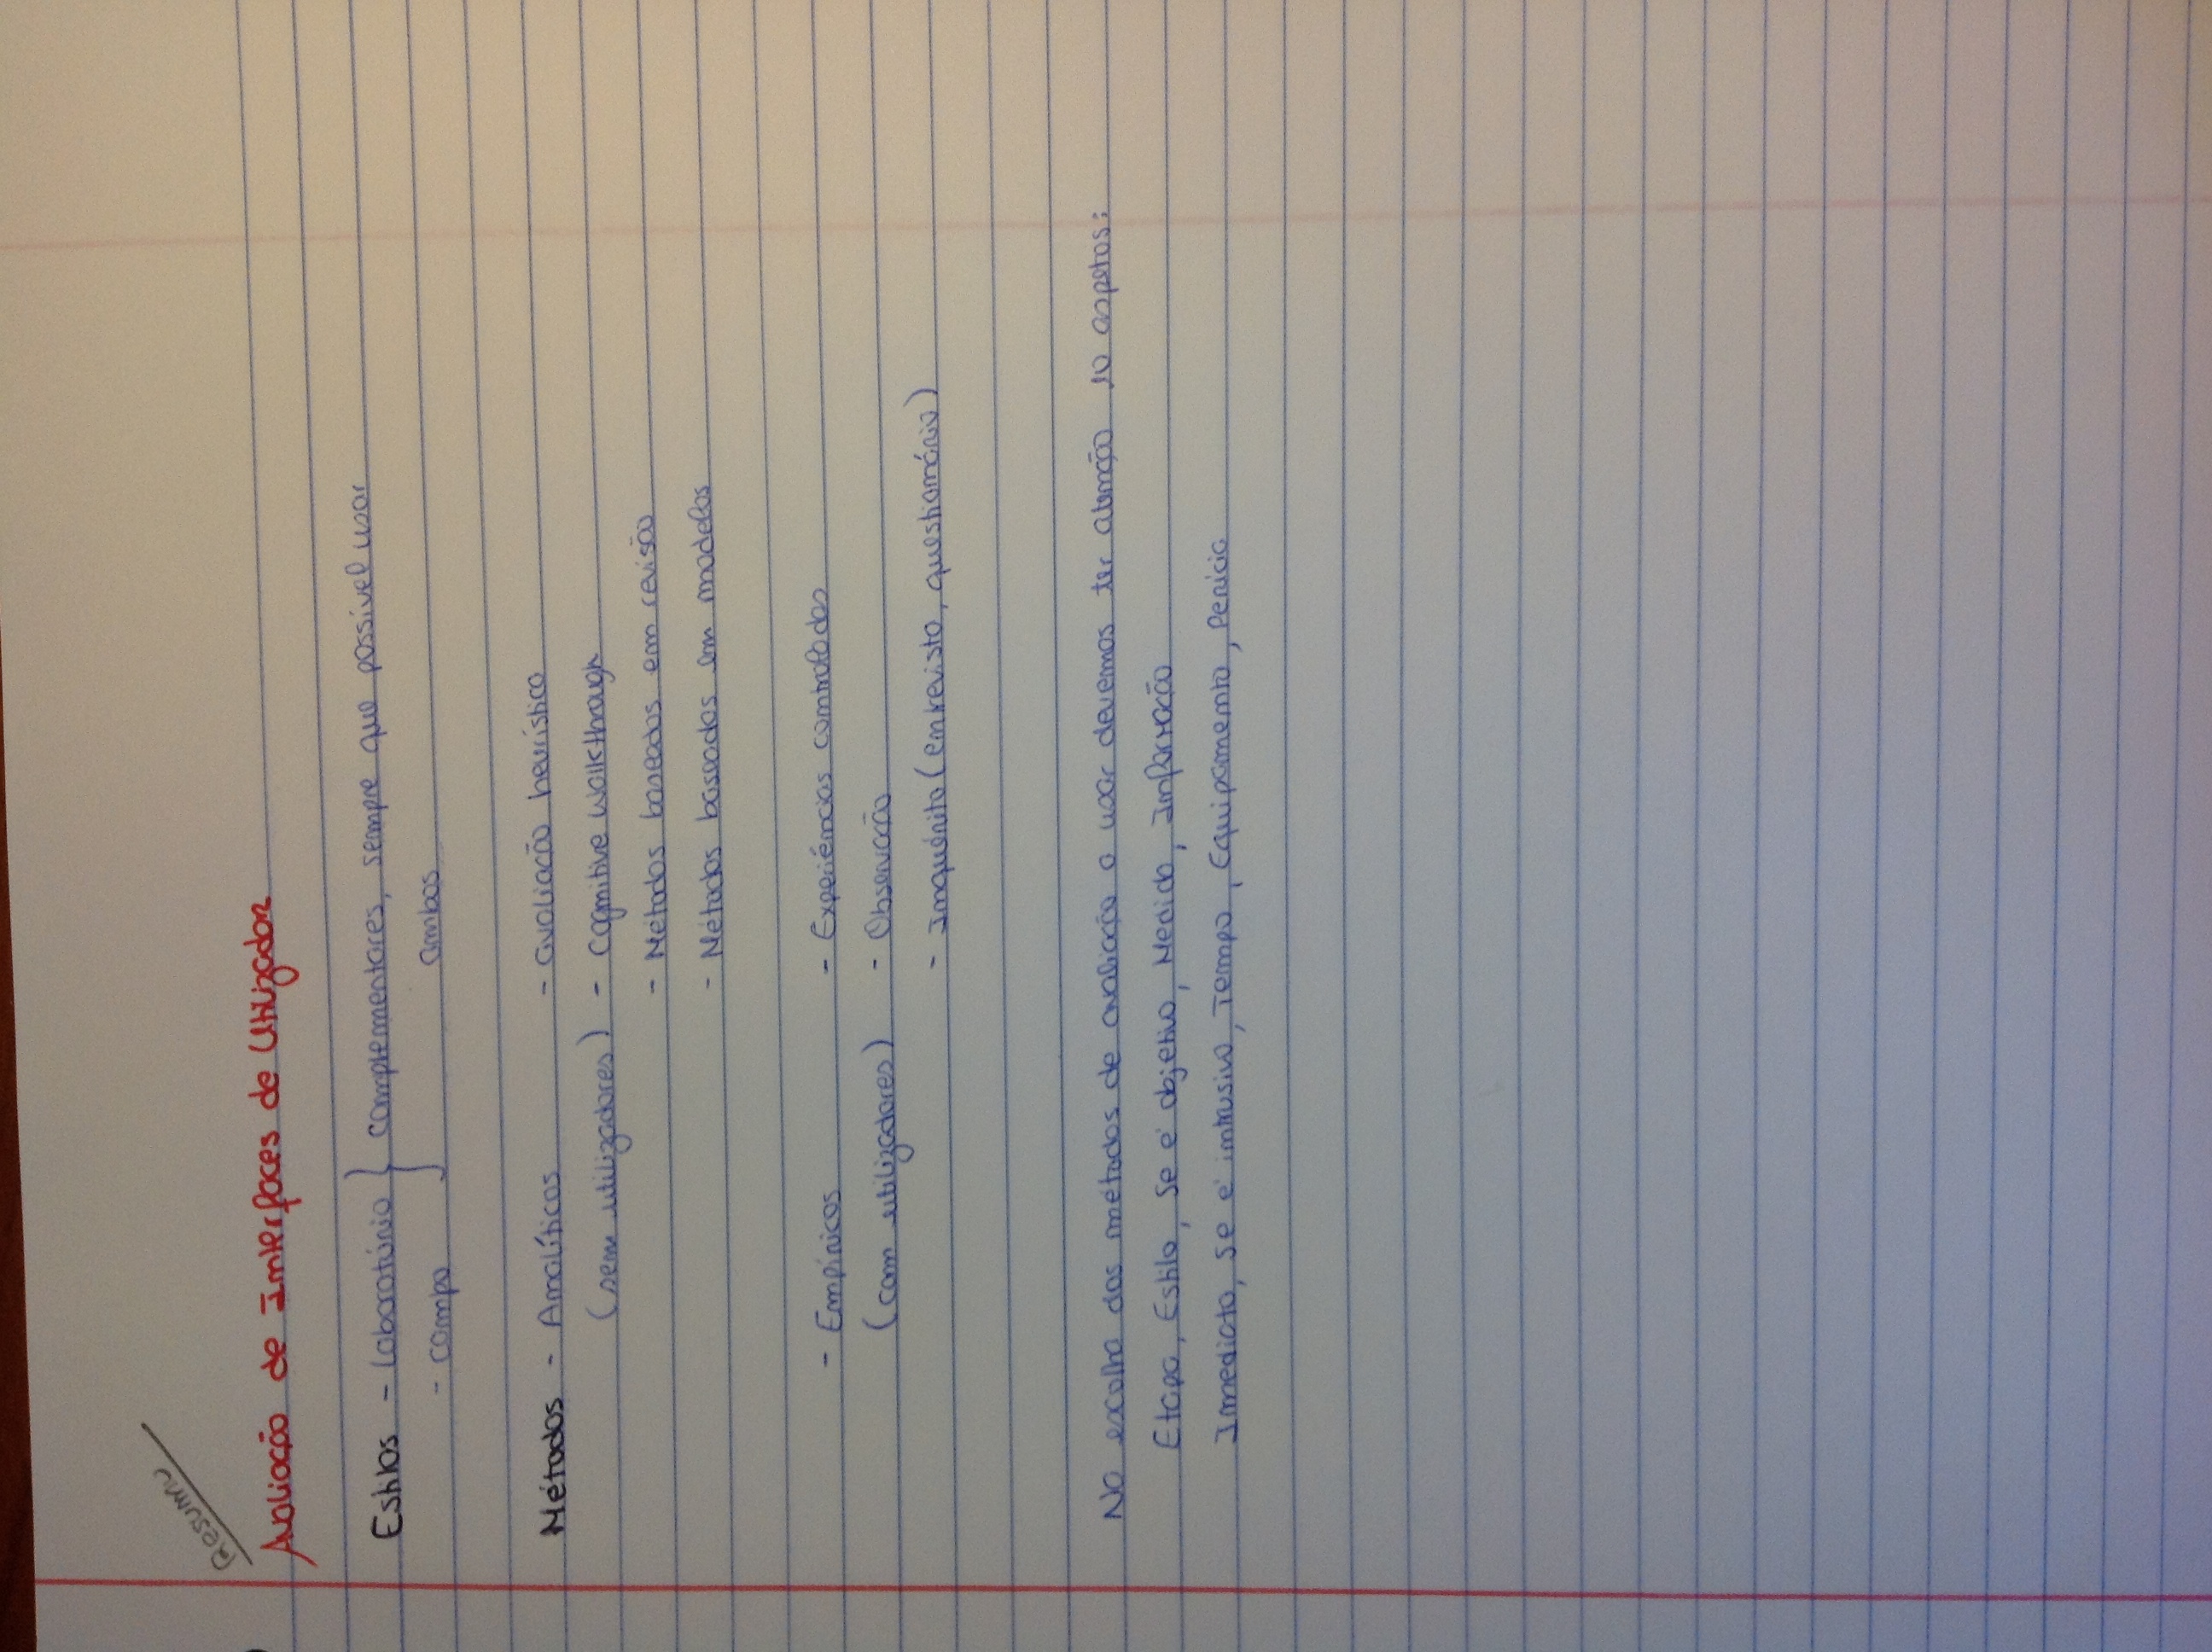 Resumo
Avaliação de Interfaces de Utilizador
Estilos - Laboratório } complementares, sempre que possível usar
- campo ambos
Métodos - Analíticos - avaliação heurística
(sem utilizadores) - Cognitive Walkthrough
- Métodos baseados em revisão
- Métodos baseados em modelos
- Empíricos - Experiências controladas
(com utilizadores) - Observação
- Inquérito (entrevista, questionário)
Na escolha dos métodos de avaliação a usar devemos ter atenção 10 aspetos:
Etapa, Estilo, Se é objetivo, Medida, Informação
Imediata, se é intrusivo, Tempo, Equipamento, Perícia